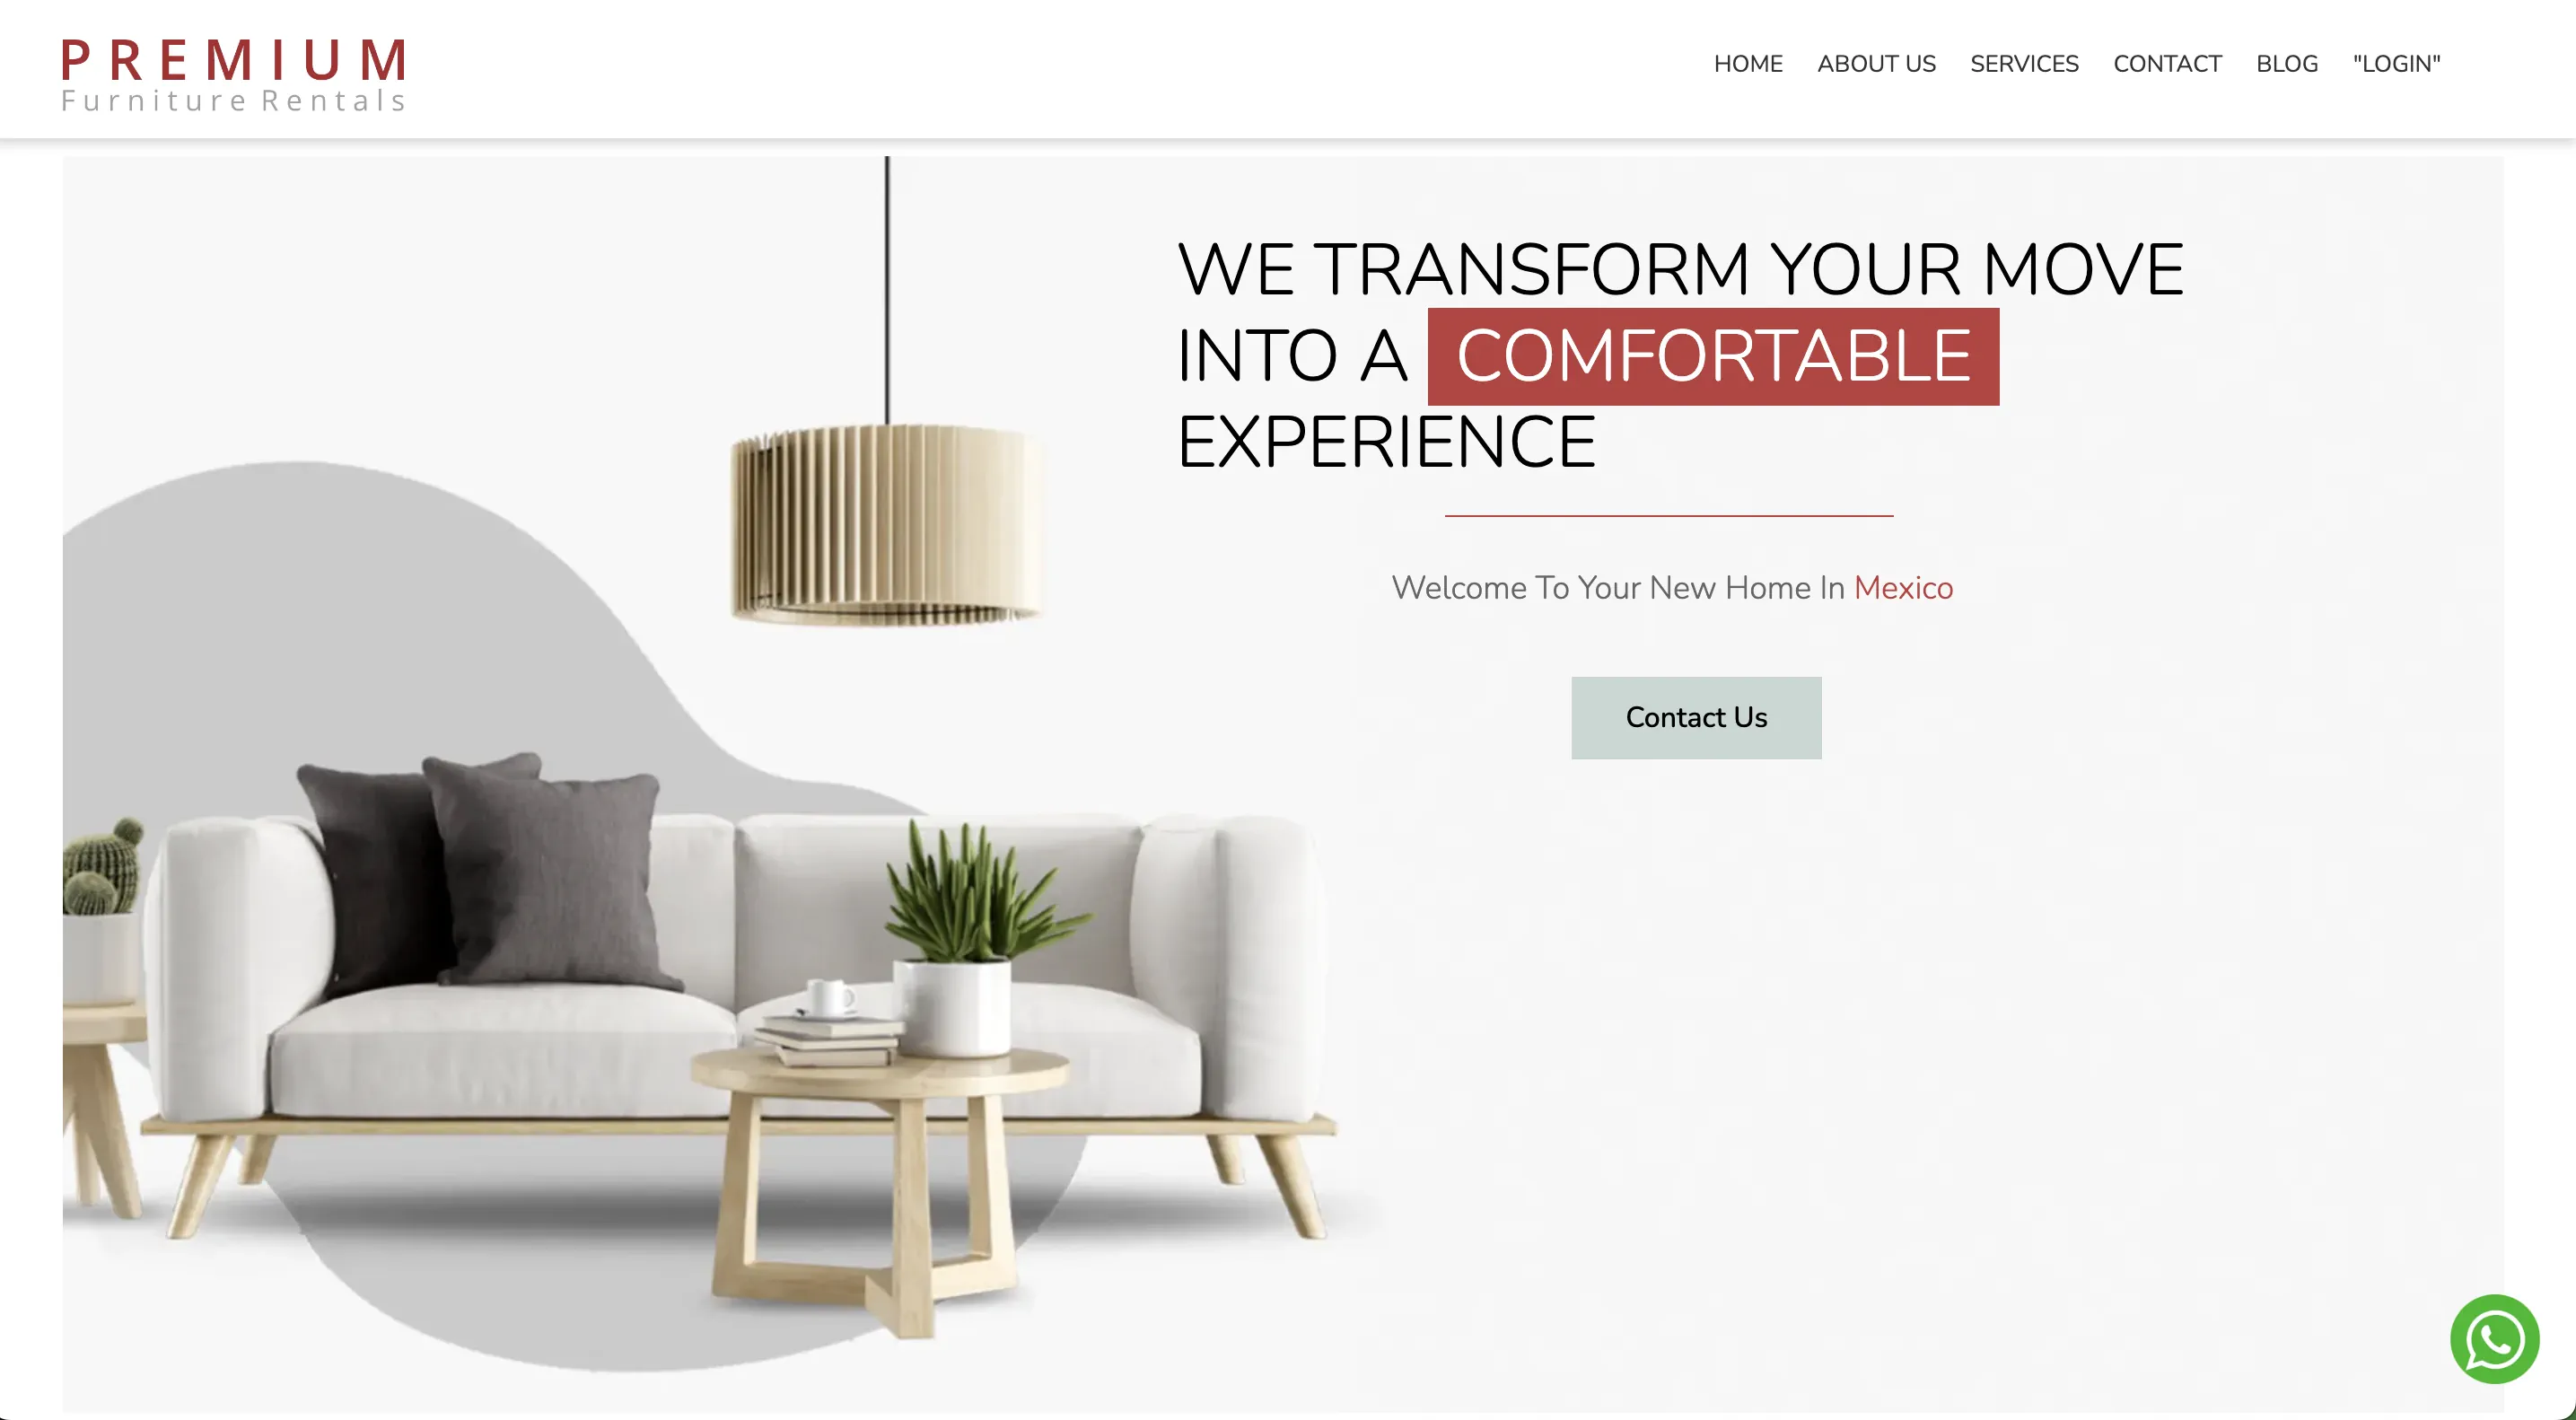 PREMIUM
Furniture Rentals
HOME ABOUT US SERVICES CONTACT BLOG "LOGIN"
WE TRANSFORM YOUR MOVE
INTO A COMFORTABLE
EXPERIENCE
Welcome To Your New Home In Mexico
Contact Us